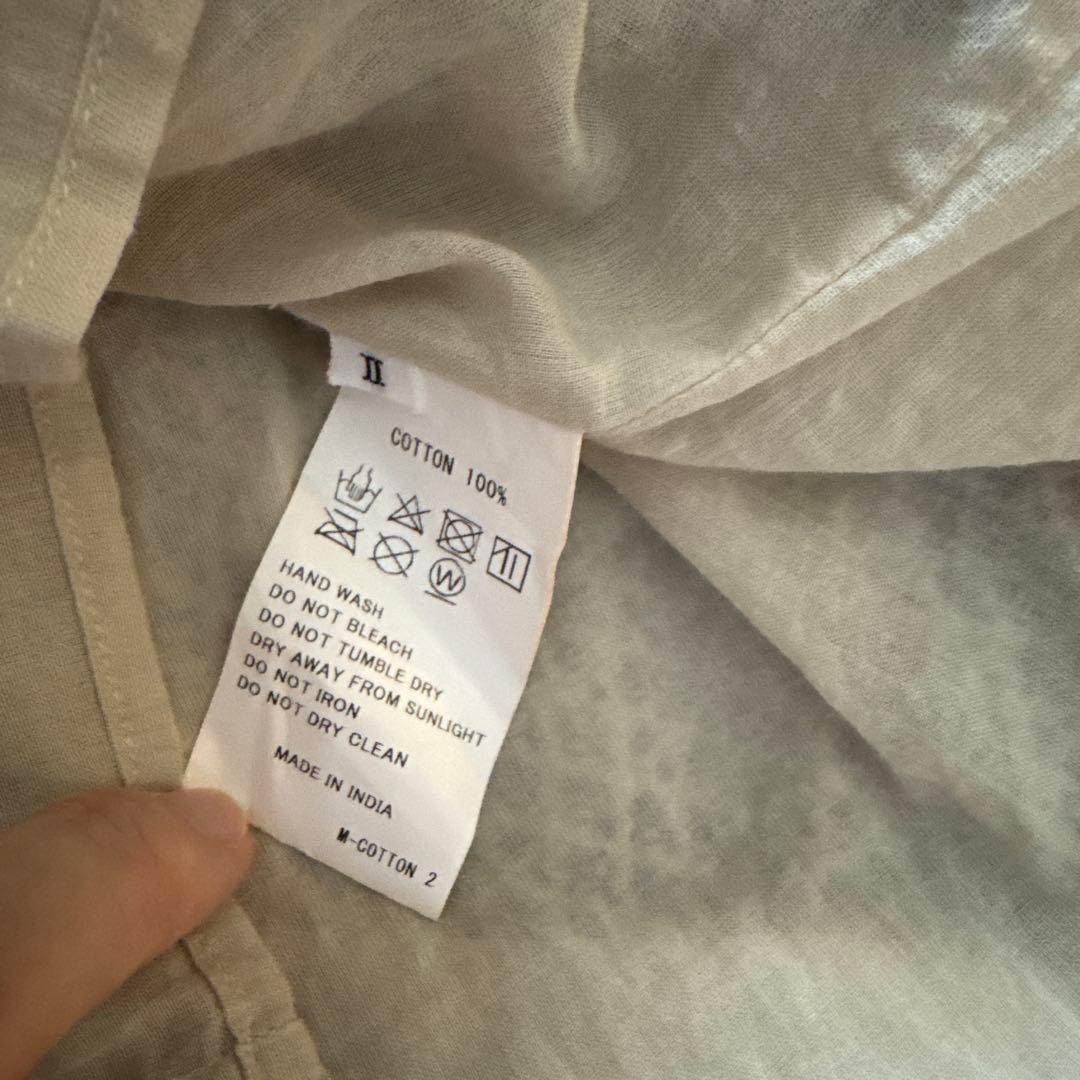 II
COTTON 100%
W
HAND WASH
DO NOT BLEACH
DO NOT TUMBLE DRY
DRY AWAY FROM SUNLIGHT
DO NOT IRON
DO NOT DRY CLEAN
MADE IN INDIA
M-COTTON 2